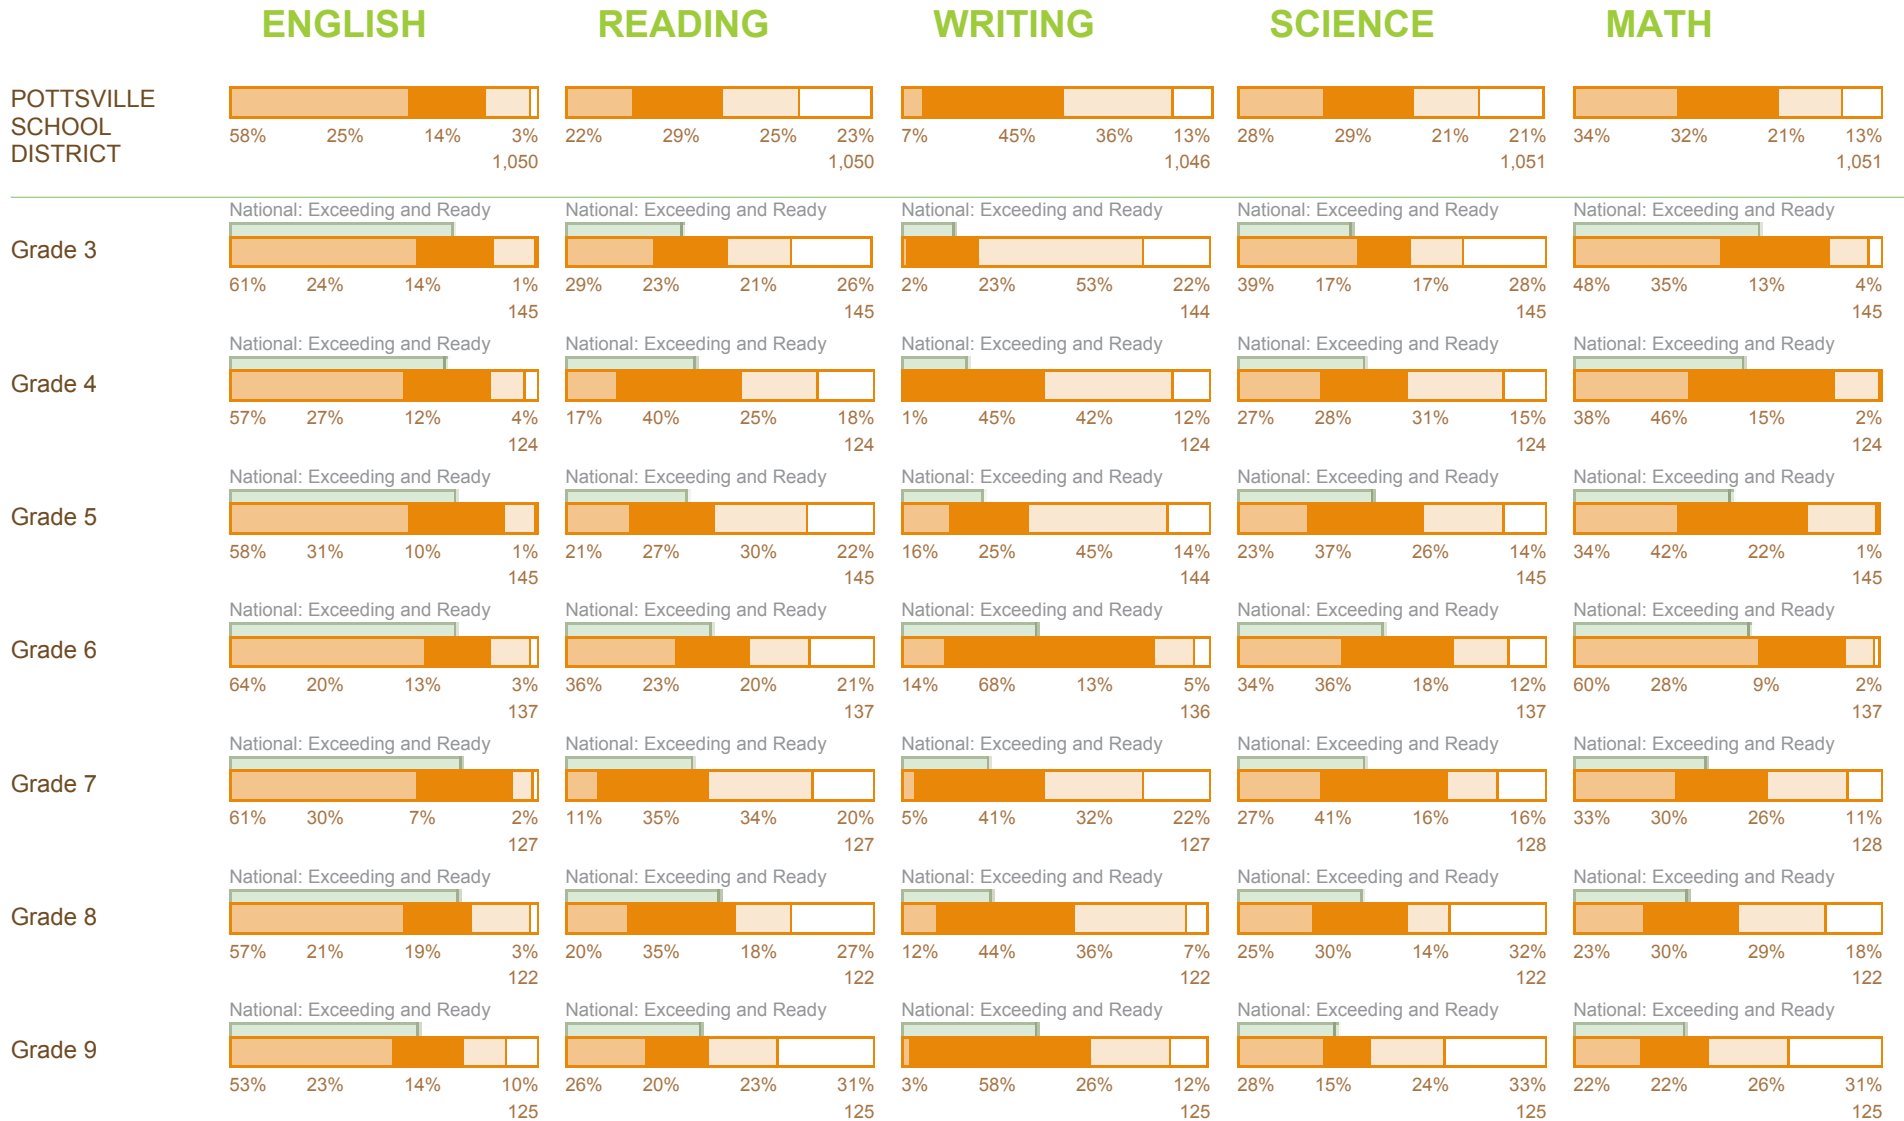 ENGLISH READING WRITING SCIENCE MATH
POTTSVILLE
SCHOOL
DISTRICT
58% 25% 14% 3% 22% 29% 25% 23% 7% 45% 36% 13% 28% 29% 21% 21% 34% 32% 21% 13%
1,050 1,050 1,046 1,051 1,051
National: Exceeding and Ready National: Exceeding and Ready National: Exceeding and Ready National: Exceeding and Ready National: Exceeding and Ready
Grade 3
61% 24% 14% 1% 29% 23% 21% 26% 2% 23% 53% 22% 39% 17% 17% 28% 48% 35% 13% 4%
145 145 144 145 145
National: Exceeding and Ready National: Exceeding and Ready National: Exceeding and Ready National: Exceeding and Ready National: Exceeding and Ready
Grade 4
57% 27% 12% 4% 17% 40% 25% 18% 1% 45% 42% 12% 27% 28% 31% 15% 38% 46% 15% 2%
124 124 124 124 124
National: Exceeding and Ready National: Exceeding and Ready National: Exceeding and Ready National: Exceeding and Ready National: Exceeding and Ready
Grade 5
58% 31% 10% 1% 21% 27% 30% 22% 16% 25% 45% 14% 23% 37% 26% 14% 34% 42% 22% 1%
145 145 144 145 145
National: Exceeding and Ready National: Exceeding and Ready National: Exceeding and Ready National: Exceeding and Ready National: Exceeding and Ready
Grade 6
64% 20% 13% 3% 36% 23% 20% 21% 14% 68% 13% 5% 34% 36% 18% 12% 60% 28% 9% 2%
137 137 136 137 137
National: Exceeding and Ready National: Exceeding and Ready National: Exceeding and Ready National: Exceeding and Ready National: Exceeding and Ready
Grade 7
61% 30% 7% 2% 11% 35% 34% 20% 5% 41% 32% 22% 27% 41% 16% 16% 33% 30% 26% 11%
127 127 127 128 128
National: Exceeding and Ready National: Exceeding and Ready National: Exceeding and Ready National: Exceeding and Ready National: Exceeding and Ready
Grade 8
57% 21% 19% 3% 20% 35% 18% 27% 12% 44% 36% 7% 25% 30% 14% 32% 23% 30% 29% 18%
122 122 122 122 122
National: Exceeding and Ready National: Exceeding and Ready National: Exceeding and Ready National: Exceeding and Ready National: Exceeding and Ready
Grade 9
53% 23% 14% 10% 26% 20% 23% 31% 3% 58% 26% 12% 28% 15% 24% 33% 22% 22% 26% 31%
125 125 125 125 125